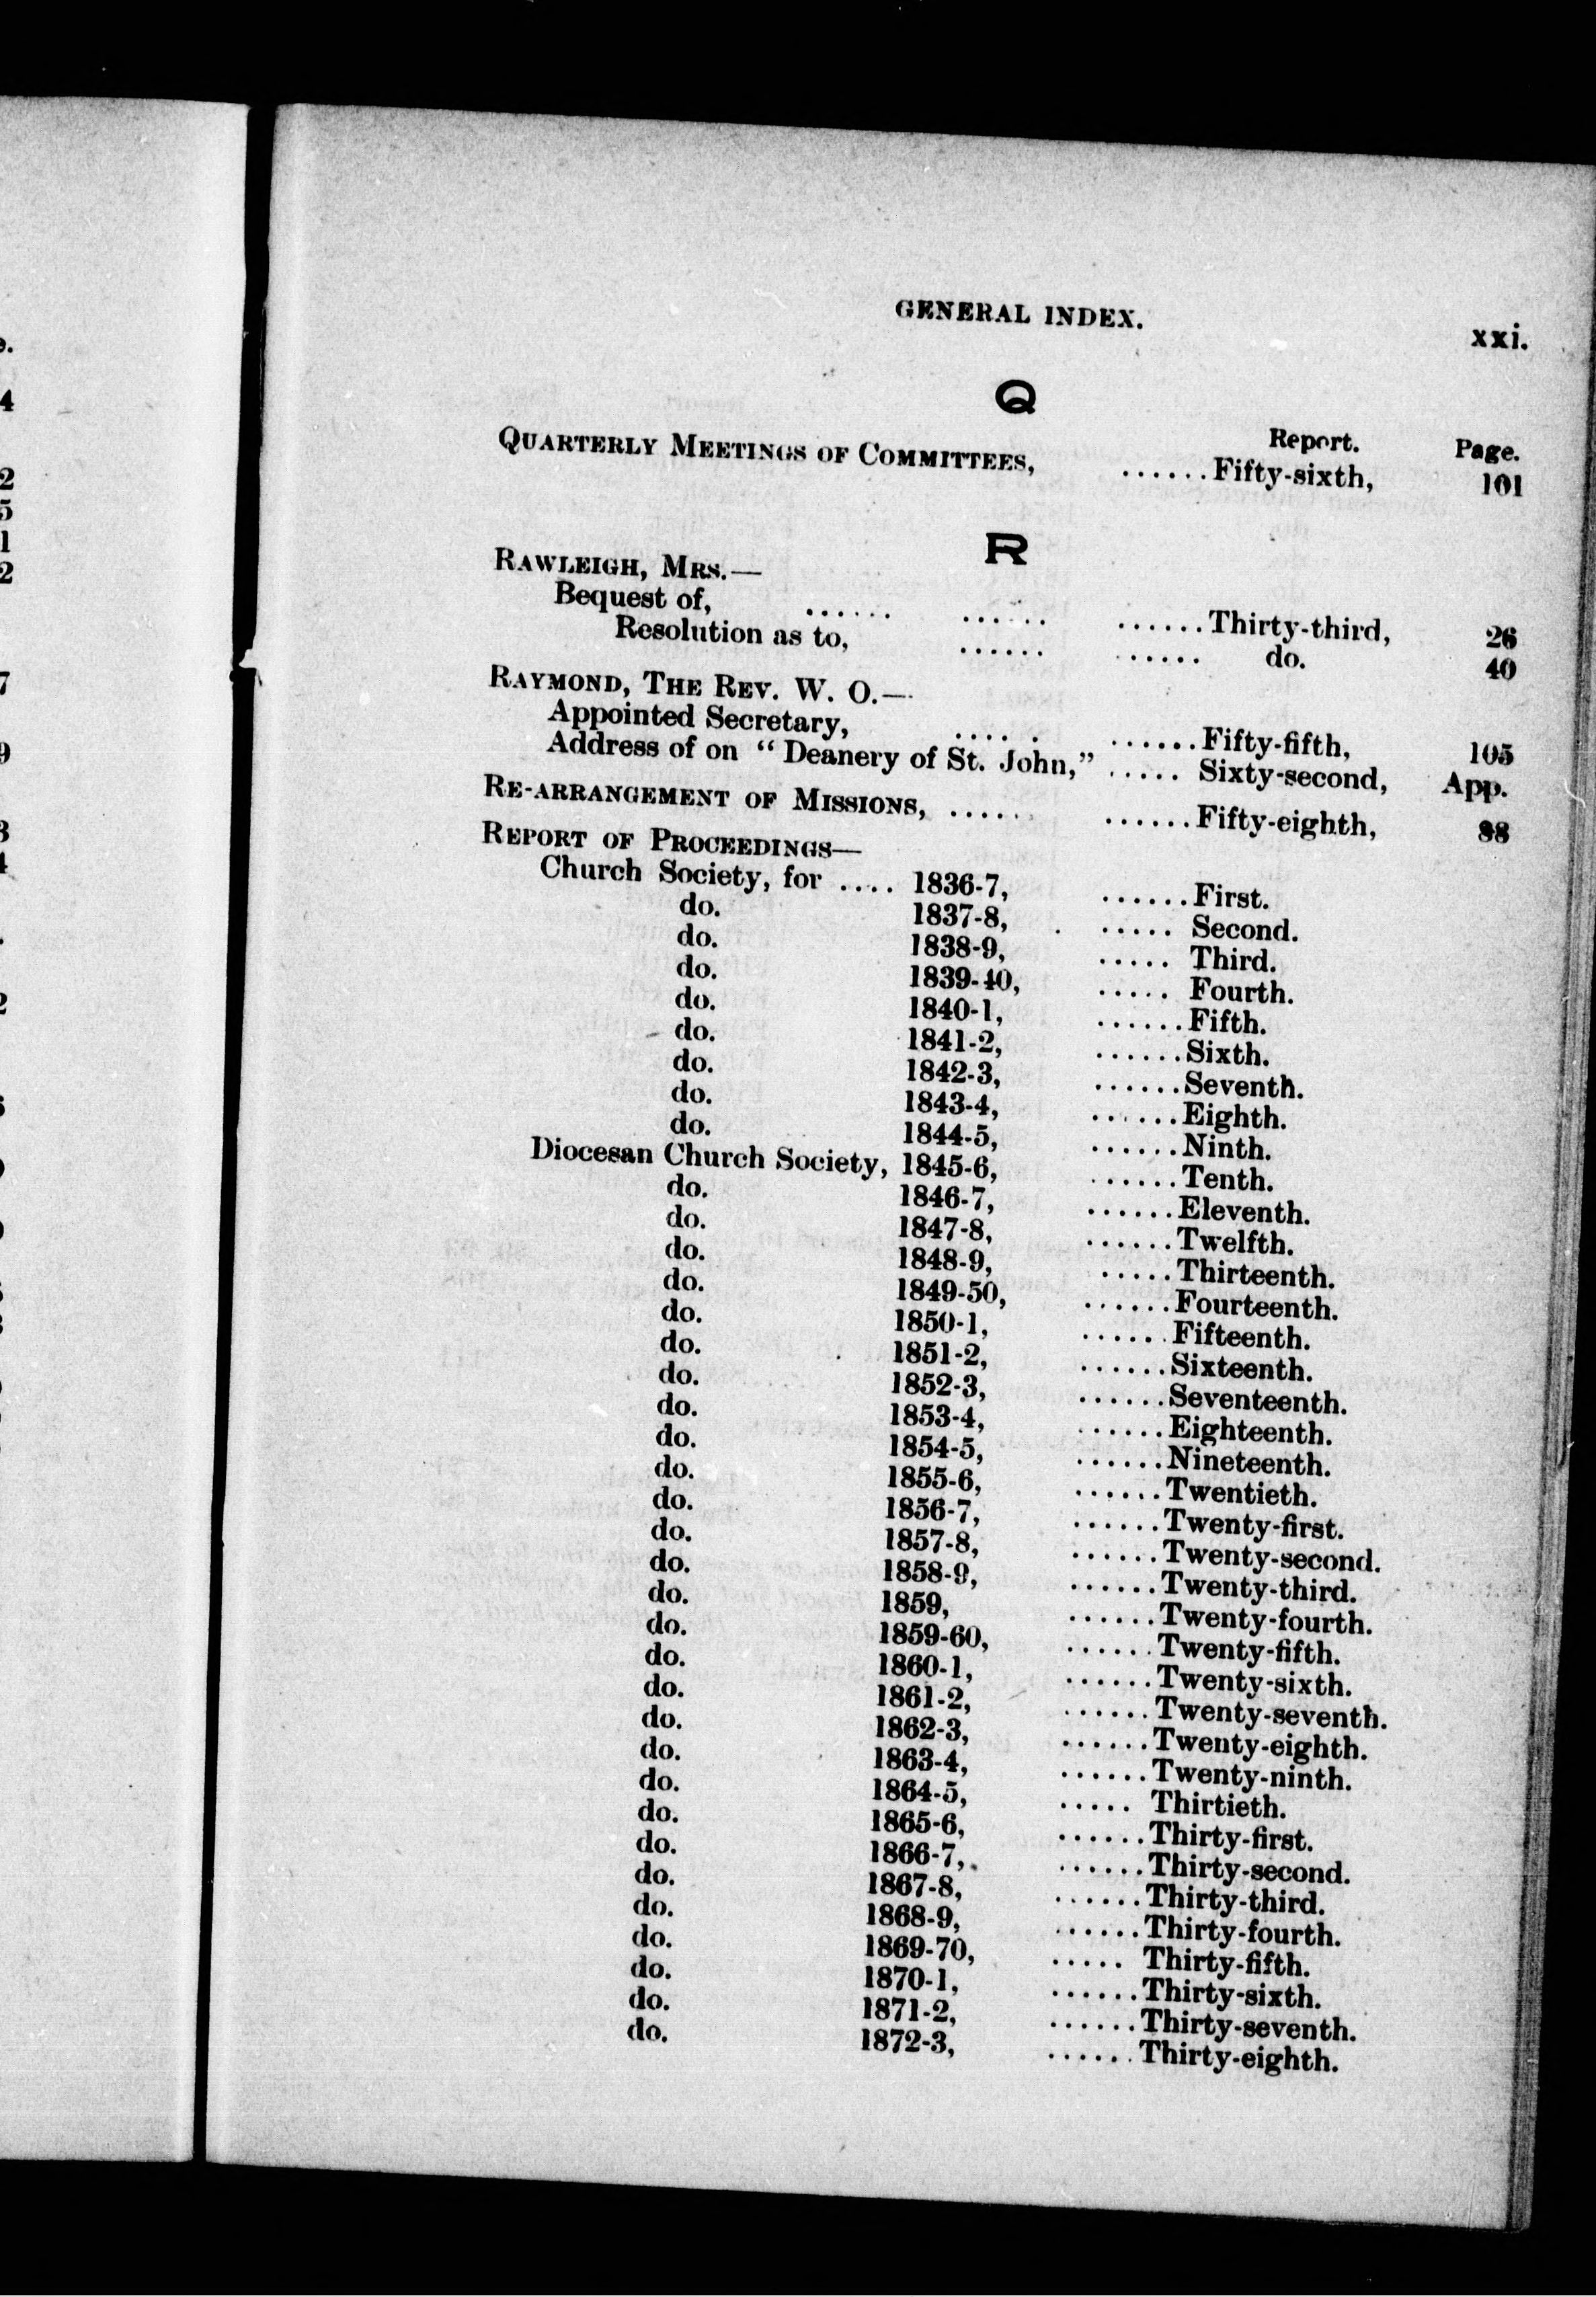 GENERAL INDEX.
xxi.
Q
Report. Page.
QUARTERLY MEETINGS OF COMMITTEES, ......Fifty-sixth, 101
R
RAWLEIGH, MRS.—
Bequest of, ...... ...... ......Thirty-third, 26
Resolution as to, ...... ...... do. 40
RAYMOND, THE REV. W. O.—
Appointed Secretary, ..... ......Fifty-fifth, 105
Address of on "Deanery of St. John," ..... Sixty-second, App.
RE-ARRANGEMENT OF MISSIONS, ..... ......Fifty-eighth, 88
REPORT OF PROCEEDINGS—
Church Society, for .... 1836-7, ......First.
do. 1837-8, ..... Second.
do. 1838-9, ..... Third.
do. 1839-40, ..... Fourth.
do. 1840-1, ......Fifth.
do. 1841-2, ......Sixth.
do. 1842-3, ......Seventh.
do. 1843-4, ......Eighth.
do. 1844-5, ......Ninth.
Diocesan Church Society, 1845-6, ......Tenth.
do. 1846-7, ......Eleventh.
do. 1847-8, ......Twelfth.
do. 1848-9, .....Thirteenth.
do. 1849-50, ......Fourteenth.
do. 1850-1, ......Fifteenth.
do. 1851-2, ......Sixteenth.
do. 1852-3, ......Seventeenth.
do. 1853-4, ......Eighteenth.
do. 1854-5, ......Nineteenth.
do. 1855-6, ......Twentieth.
do. 1856-7, ......Twenty-first.
do. 1857-8, ......Twenty-second.
do. 1858-9, ......Twenty-third.
do. 1859, ......Twenty-fourth.
do. 1859-60, ......Twenty-fifth.
do. 1860-1, ......Twenty-sixth.
do. 1861-2, ......Twenty-seventh.
do. 1862-3, ......Twenty-eighth.
do. 1863-4, ......Twenty-ninth.
do. 1864-5, ..... Thirtieth.
do. 1865-6, ......Thirty-first.
do. 1866-7, ......Thirty-second.
do. 1867-8, ......Thirty-third.
do. 1868-9, ......Thirty-fourth.
do. 1869-70, ..... Thirty-fifth.
do. 1870-1, ......Thirty-sixth.
do. 1871-2, ......Thirty-seventh.
do. 1872-3, ......Thirty-eighth.